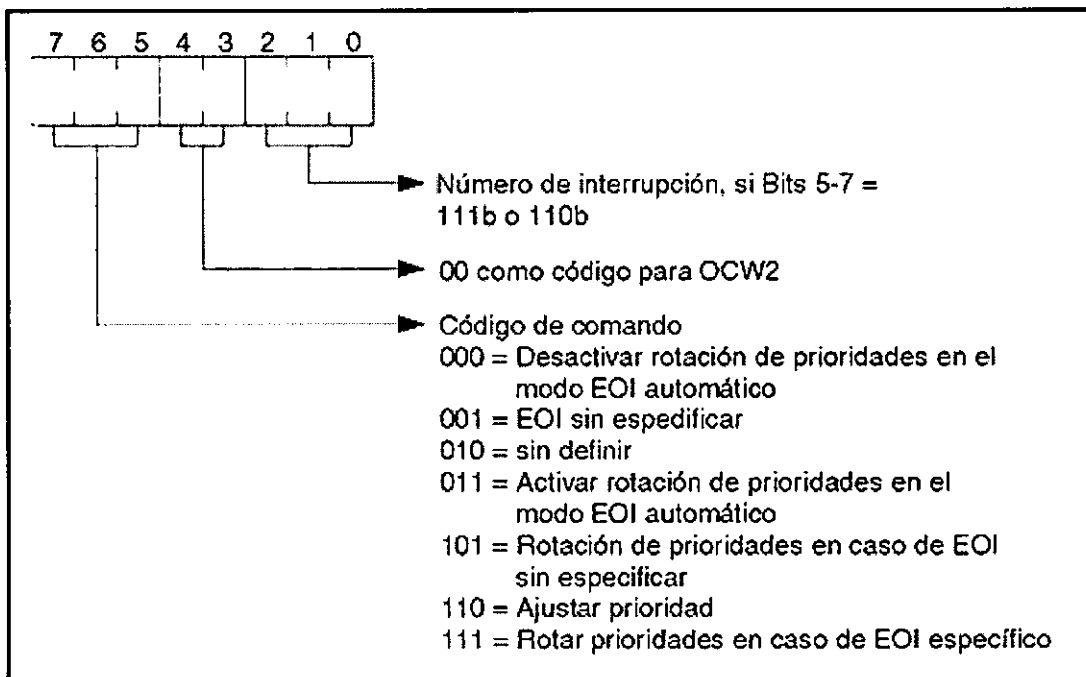 7 6 5 4 3 2 1 0
Número de interrupción, si Bits 5-7 =
111b o 110b
00 como código para OCW2
Código de comando
000 = Desactivar rotación de prioridades en el
modo EOI automático
001 = EOI sin espedificar
010 = sin definir
011 = Activar rotación de prioridades en el
modo EOI automático
101 = Rotación de prioridades en caso de EOI
sin especificar
110 = Ajustar prioridad
111 = Rotar prioridades en caso de EOI específico